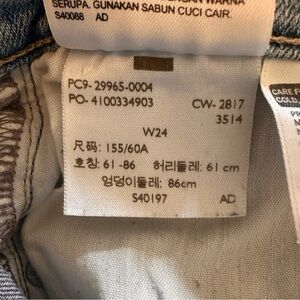 SERUPA. GUNAKAN SABUN CUCI CAIR.
S40088 AD
PC9- 29965-0004
PO- 4100334903 CW- 2817
3514
W24
尺码: 155/60A
호칭: 61 -86 허리둘레: 61 cm
엉덩이둘레: 86cm
S40197 AD
CARE
COLD